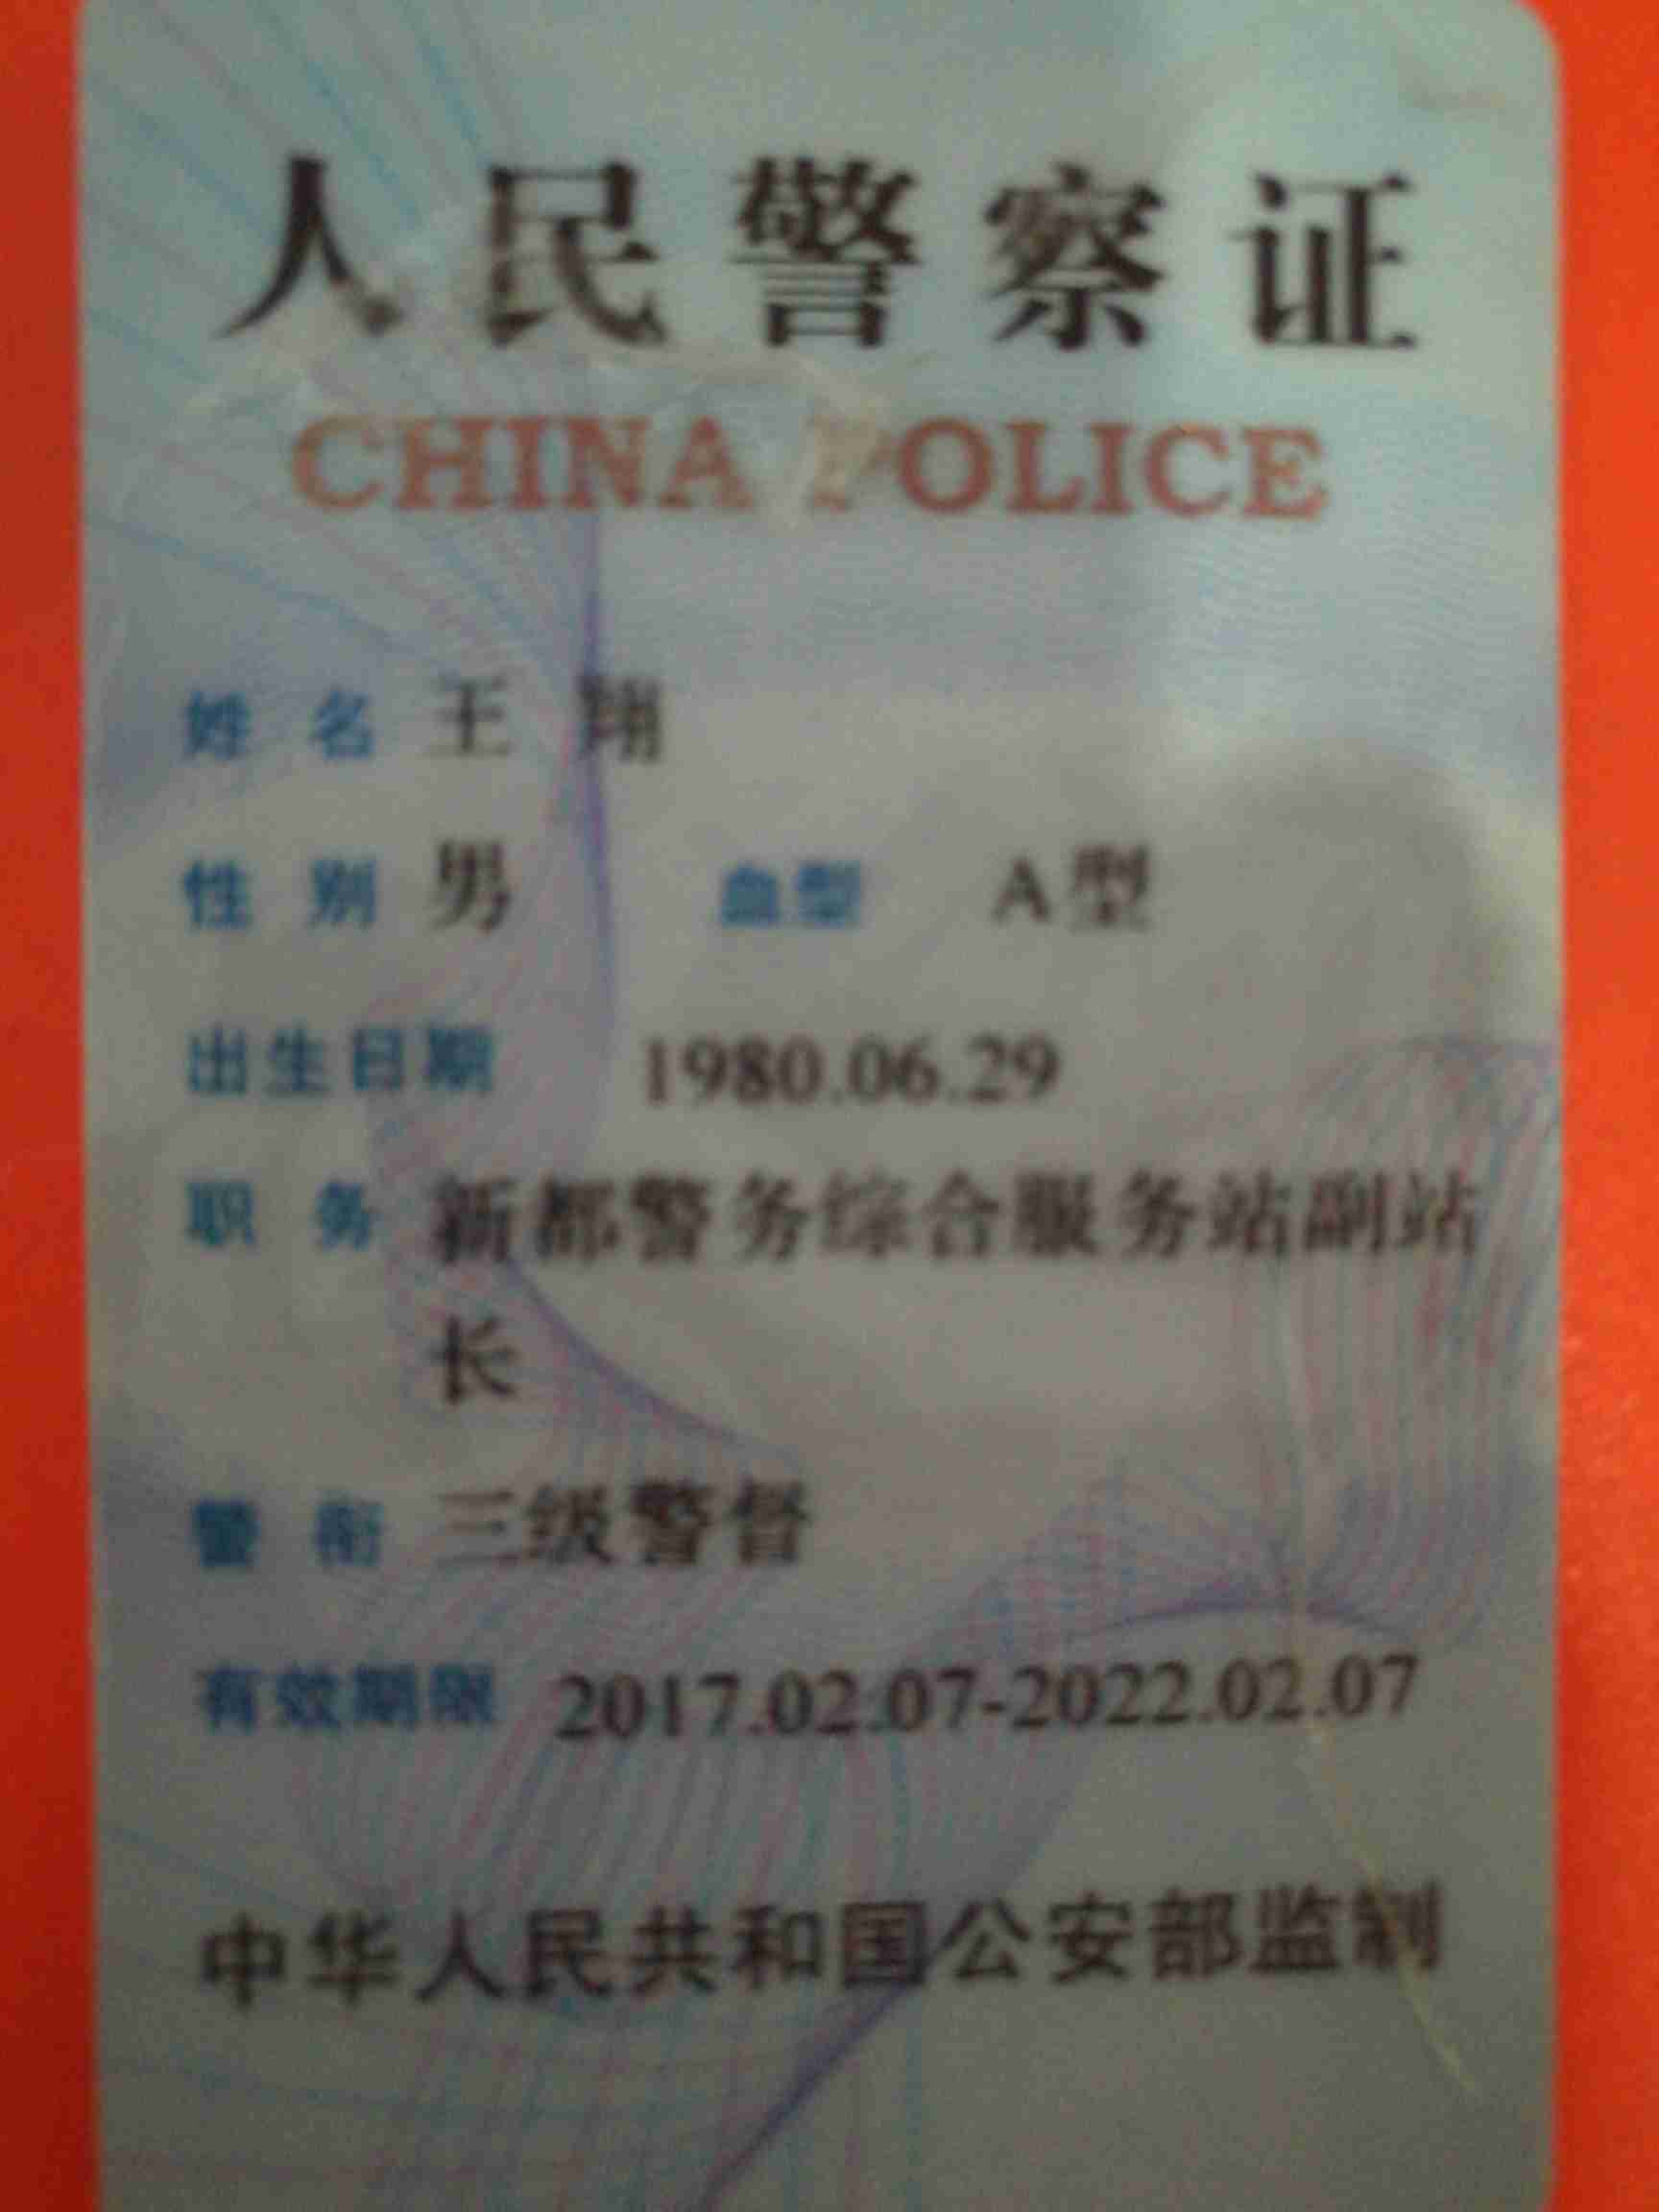 人民警察证
CHINA POLICE
姓 名 王 翔
性 别 男 血型 A型
出生日期 1980.06.29
职 务 新都警务综合服务站副站
长
警 衔 三级警督
有效期限 2017.02.07-2022.02.07
中华人民共和国公安部监制